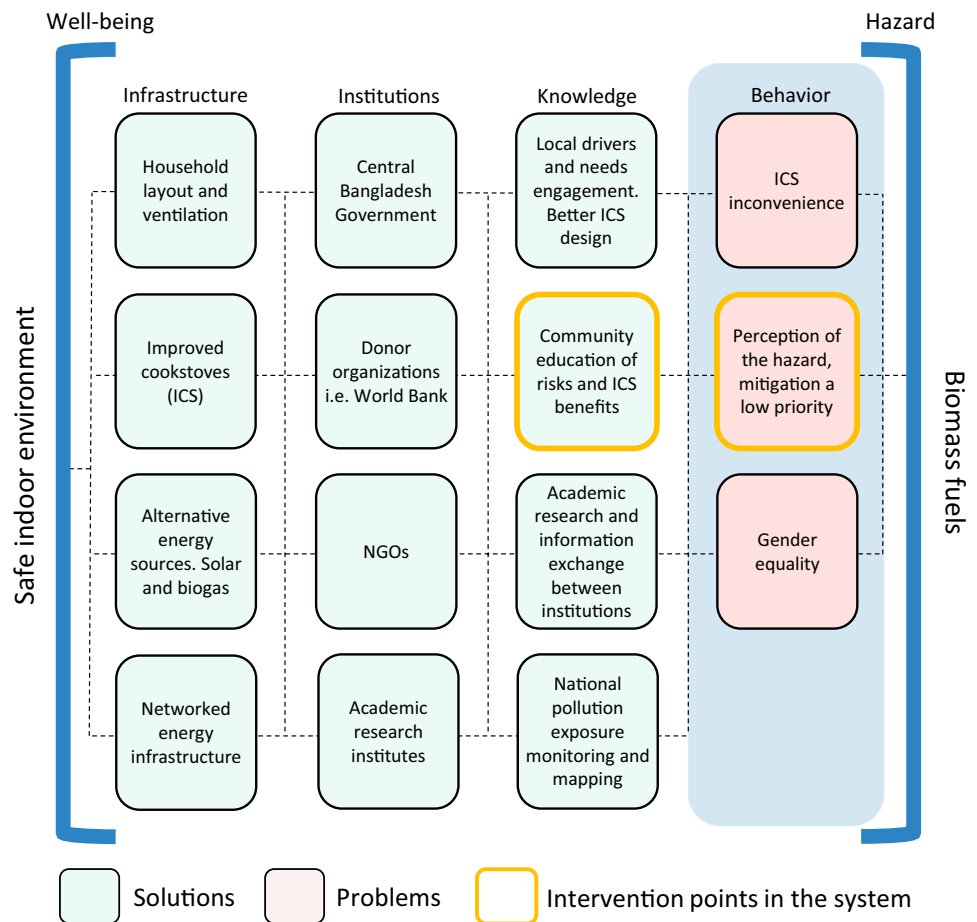 Well-being
Hazard
Infrastructure
Institutions
Knowledge
Behavior
Household
layout and
ventilation
Central
Bangladesh
Government
Local drivers
and needs
engagement.
Better ICS
design
ICS
inconvenience
Improved
cookstoves
(ICS)
Donor
organizations
i.e. World Bank
Community
education of
risks and ICS
benefits
Perception of
the hazard,
mitigation a
low priority
Alternative
energy
sources. Solar
and biogas
NGOs
Academic
research and
information
exchange
between
institutions
Gender
equality
Networked
energy
infrastructure
Academic
research
institutes
National
pollution
exposure
monitoring and
mapping
Safe indoor environment
Biomass fuels
Solutions
Problems
Intervention points in the system